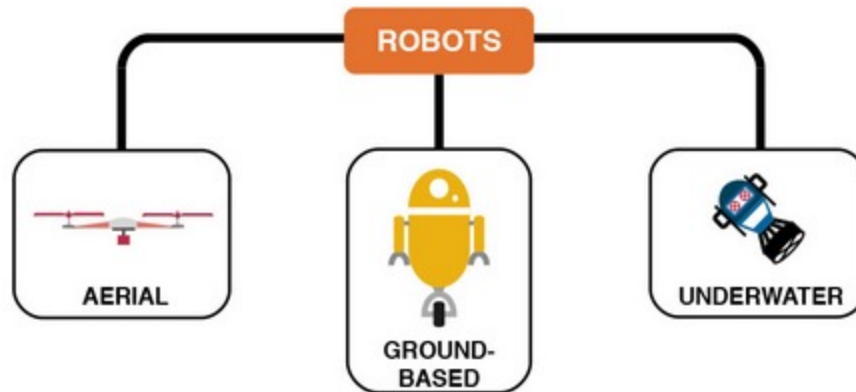 ROBOTS
AERIAL
GROUND-
BASED
UNDERWATER